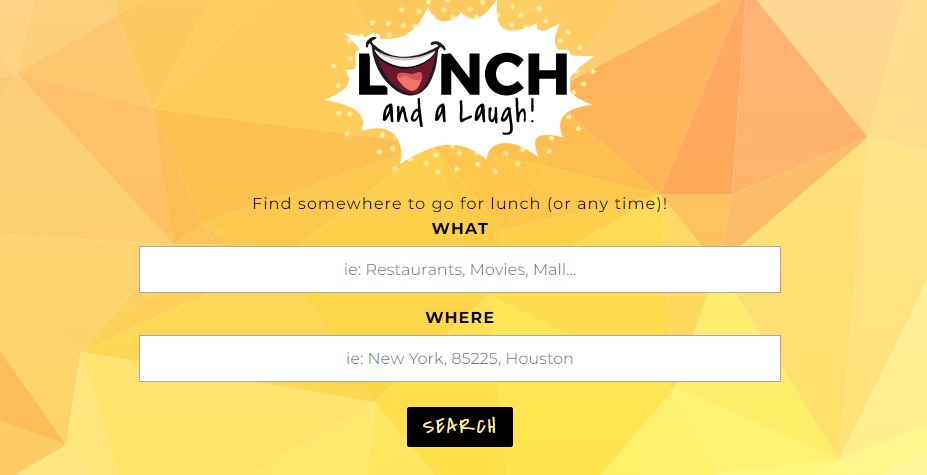 LUNCH
and a Laugh!
Find somewhere to go for lunch (or any time)!
WHAT
ie: Restaurants, Movies, Mall...
WHERE
ie: New York, 85225, Houston
SEARCH